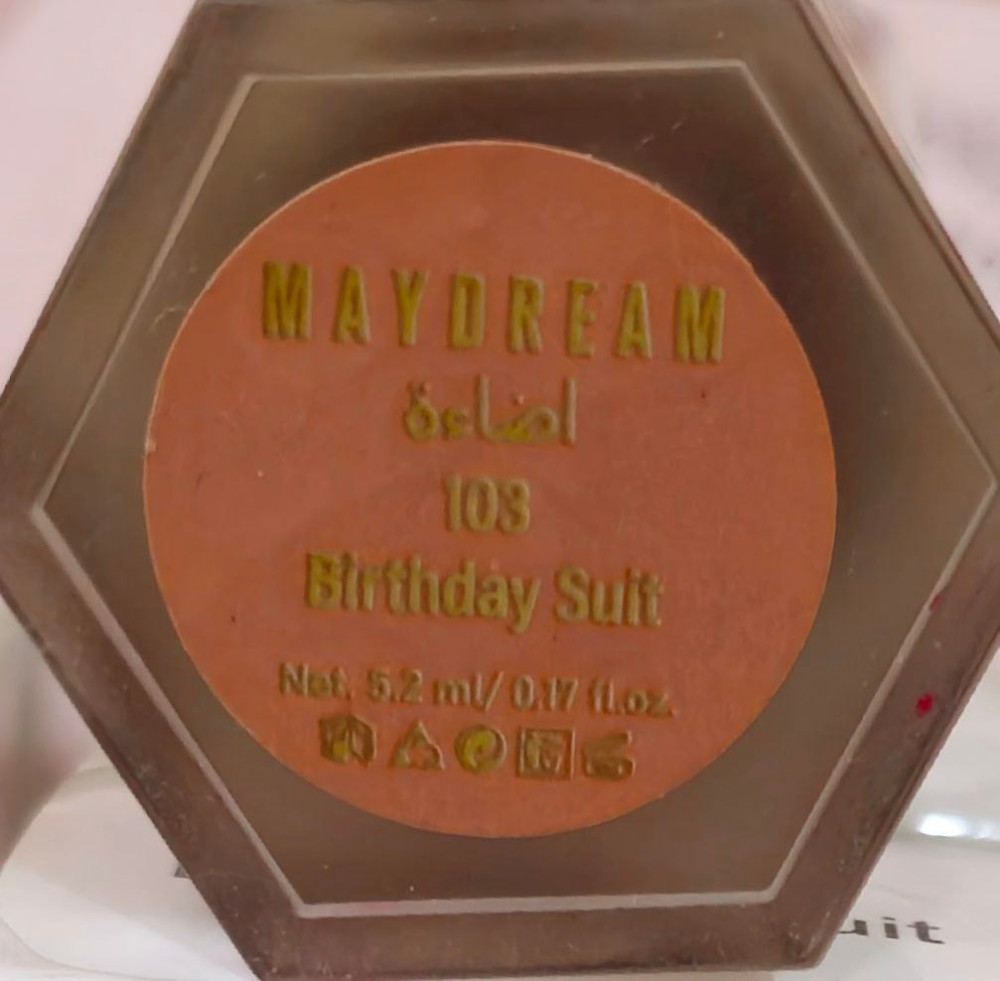 MAYDREAM
اضاءة
103
Birthday Suit
Net. 5.2 ml/ 0.17 fl.oz.
uit